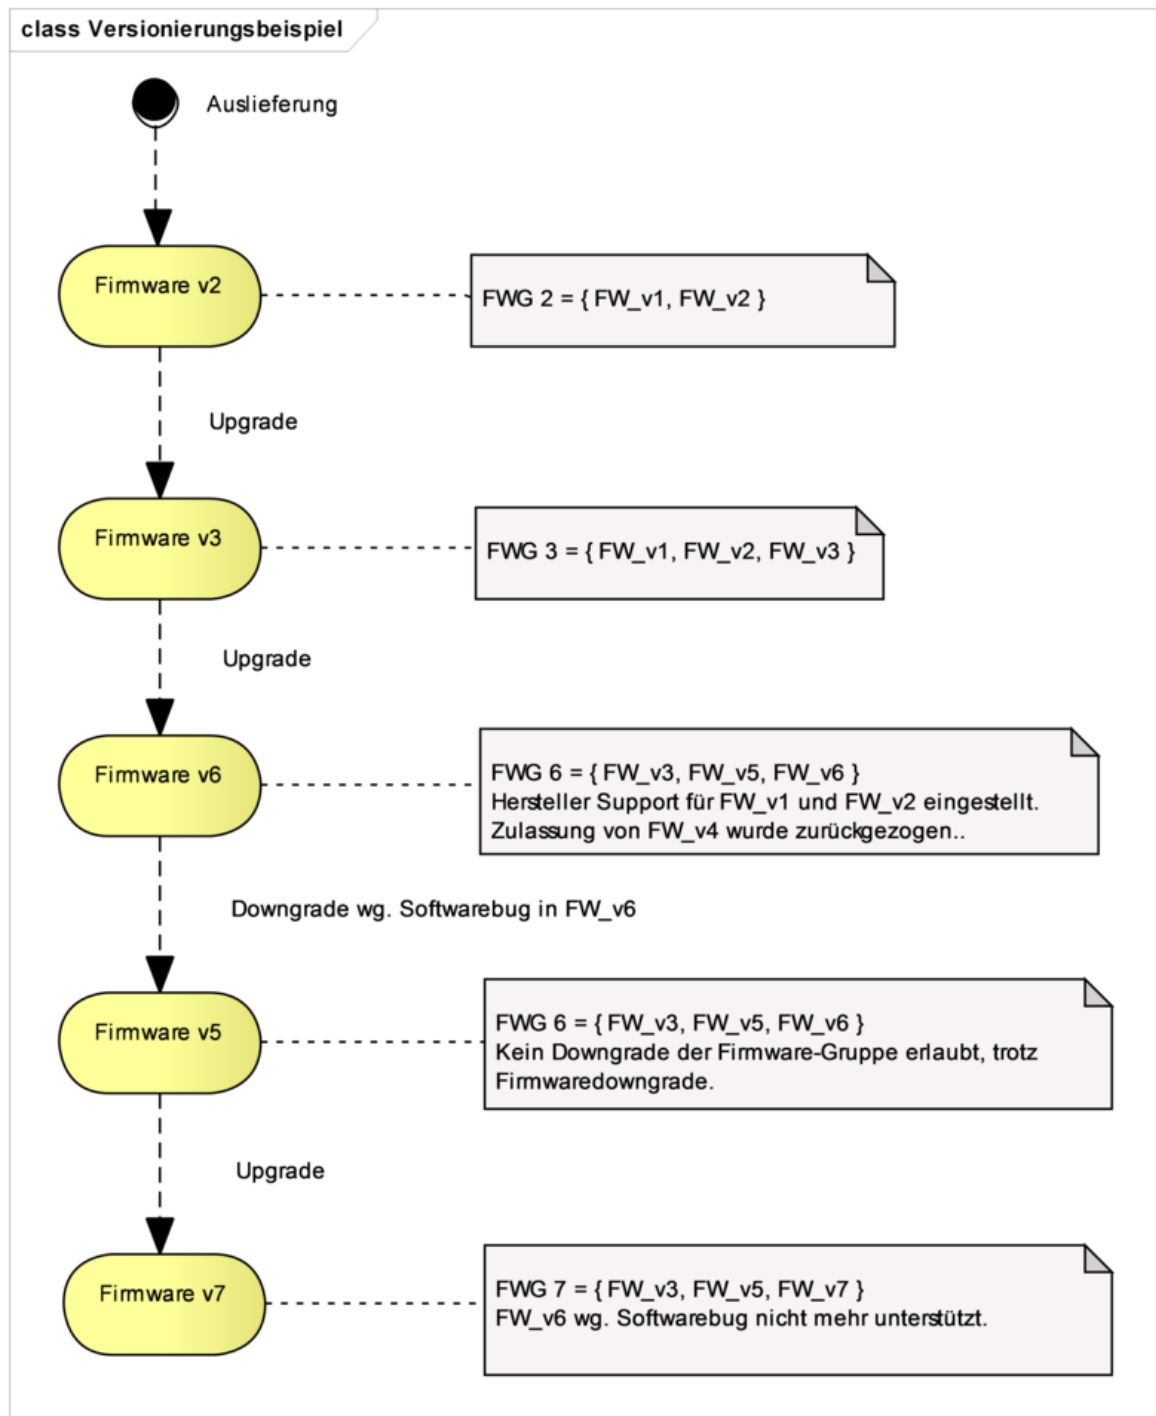 class Versionierungsbeispiel
Auslieferung
Firmware v2
FWG 2 = { FW_v1, FW_v2 }
Upgrade
Firmware v3
FWG 3 = { FW_v1, FW_v2, FW_v3 }
Upgrade
Firmware v6
FWG 6 = { FW_v3, FW_v5, FW_v6 }
Hersteller Support für FW_v1 und FW_v2 eingestellt.
Zulassung von FW_v4 wurde zurückgezogen..
Downgrade wg. Softwarebug in FW_v6
Firmware v5
FWG 6 = { FW_v3, FW_v5, FW_v6 }
Kein Downgrade der Firmware-Gruppe erlaubt, trotz
Firmwaredowngrade.
Upgrade
Firmware v7
FWG 7 = { FW_v3, FW_v5, FW_v7 }
FW_v6 wg. Softwarebug nicht mehr unterstützt.